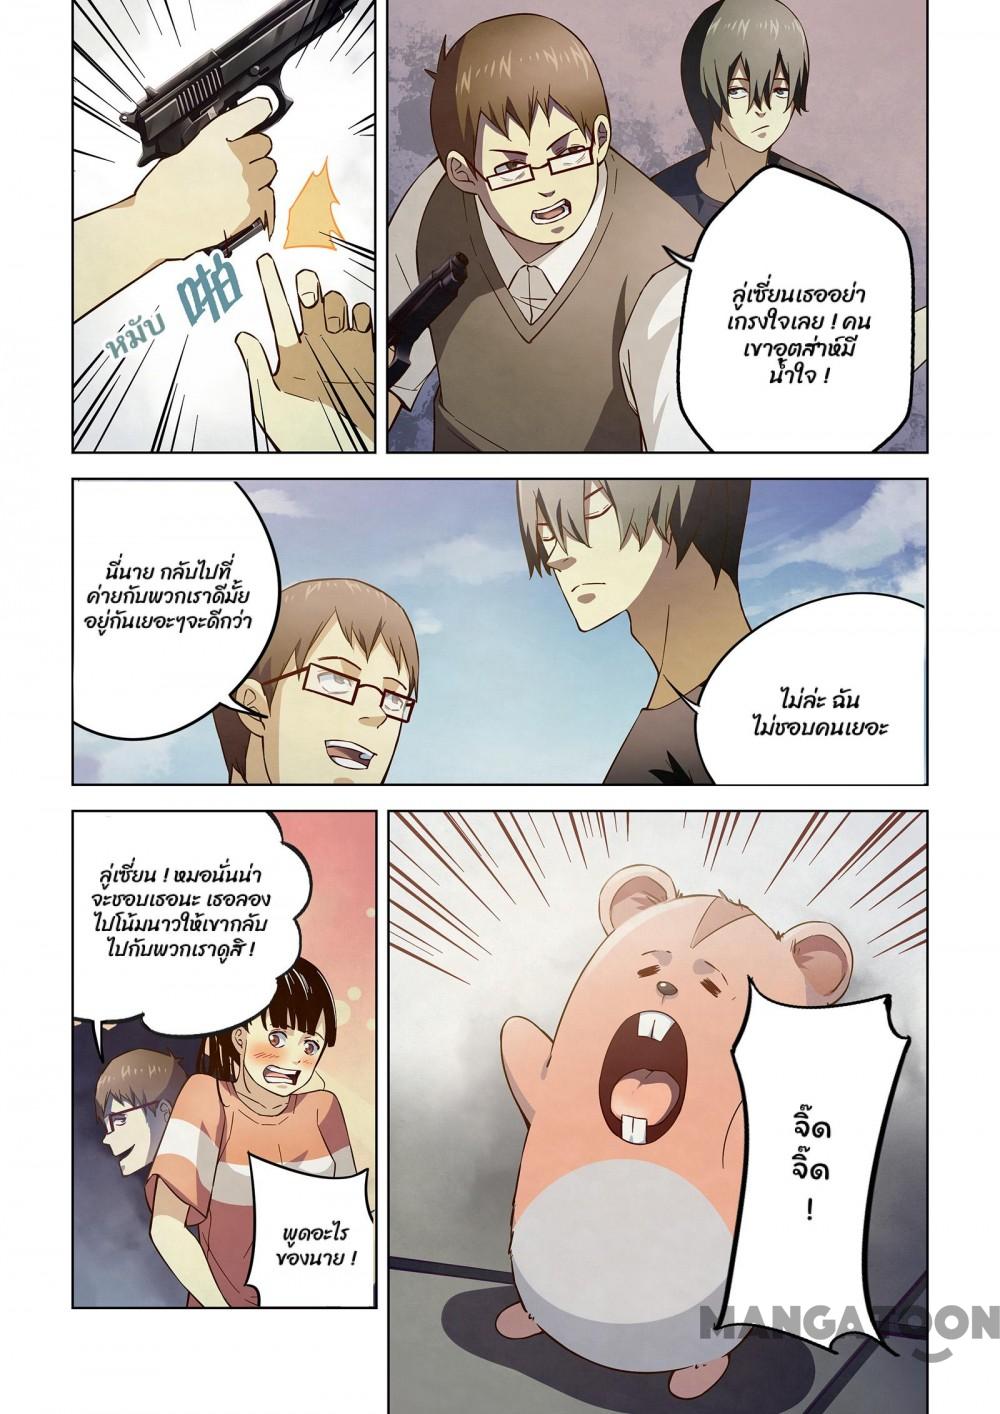 หมับ
啪
ลู่เซี่ยนเธออย่า
เกรงใจเลย ! คน
เขาอุตส่าห์มี
น้ำใจ !
นี่นาย กลับไปที่
ค่ายกับพวกเราดีมั้ย
อยู่กันเยอะๆจะดีกว่า
ไม่ล่ะ ฉัน
ไม่ชอบคนเยอะ
ลู่เซี่ยน ! หมอนั่นน่า
จะชอบเธอนะ เธอลอง
ไปโน้มนาวให้เขากลับ
ไปกับพวกเราดูสิ !
พูดอะไร
ของนาย !
จิ๊ด
จิ๊ด
!
MANGATOON